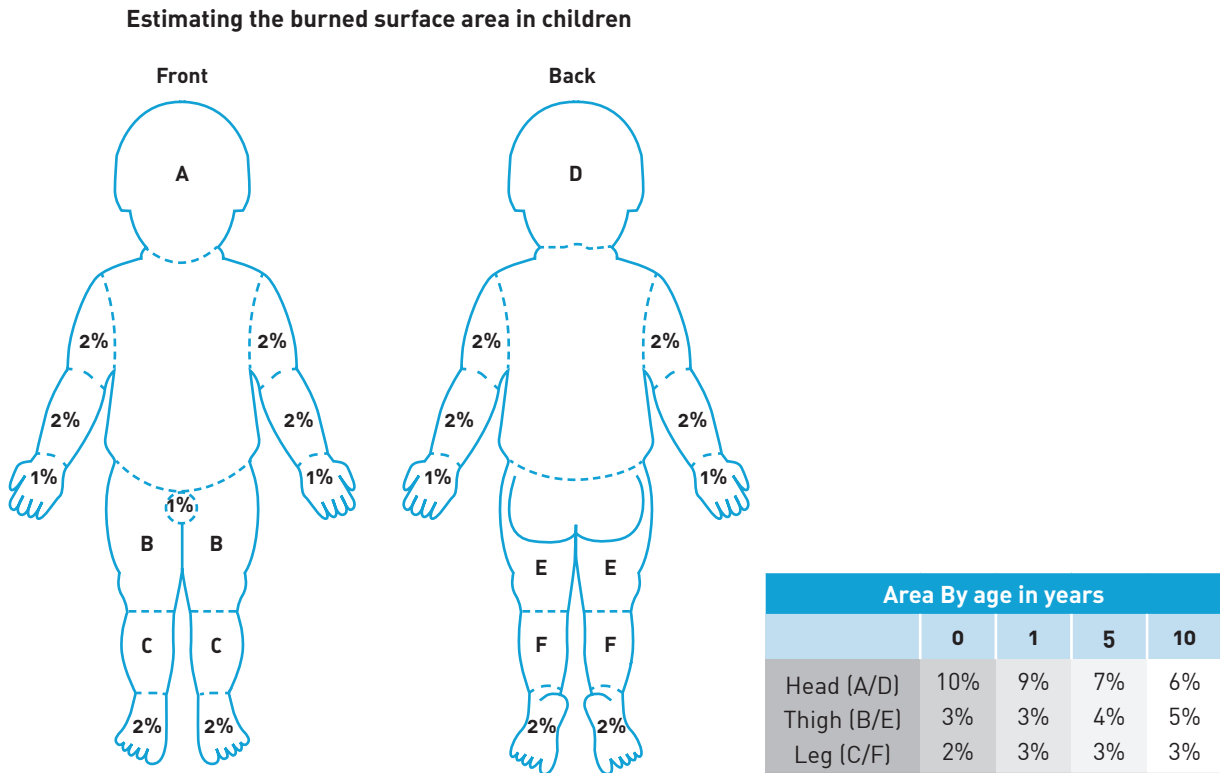 Estimating the burned surface area in children
Front
Back
A
D
2% 2%
2% 2%
2% 2%
2% 2%
1% 1%
1% 1%
1%
B B
E E
C C
F F
2% 2%
2% 2%
Area By age in years
0 1 5 10
Head (A/D) 10% 9% 7% 6%
Thigh (B/E) 3% 3% 4% 5%
Leg (C/F) 2% 3% 3% 3%